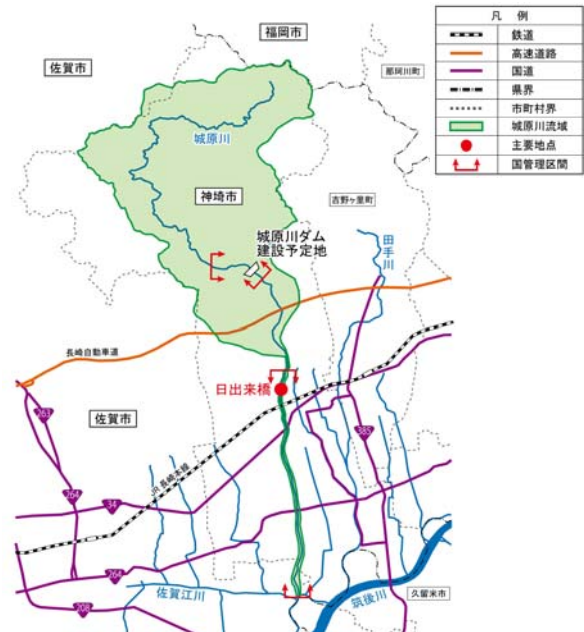 凡 例
鉄道
高速道路
国道
県界
市町村界
城原川流域
主要地点
国管理区間
福岡市
佐賀市
那珂川町
城原川
神埼市
吉野ヶ里町
城原川ダム
建設予定地
田手川
長崎自動車道
日出来橋
佐賀市
263
385
264
JR長崎本線
34
264
佐賀江川
208
筑後川
久留米市